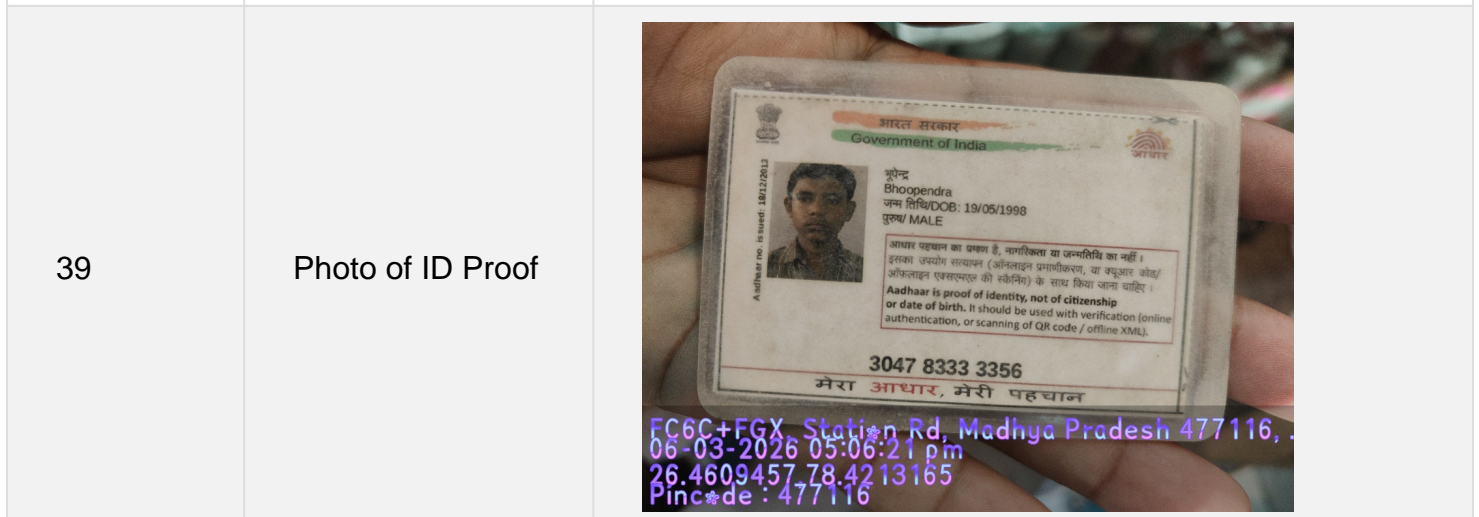 39
Photo of ID Proof
भारत सरकार
Government of India
आधार
Aadhaar no. issued: 18/12/2012
भूपेन्द्र
Bhoopendra
जन्म तिथि/DOB: 19/05/1998
पुरुष/ MALE
आधार पहचान का प्रमाण है, नागरिकता या जन्मतिथि का नहीं ।
इसका उपयोग सत्यापन (ऑनलाइन प्रमाणीकरण, या क्यूआर कोड/
ऑफ़लाइन एक्सएमएल की स्कैनिंग) के साथ किया जाना चाहिए ।
Aadhaar is proof of identity, not of citizenship
or date of birth. It should be used with verification (online
authentication, or scanning of QR code / offline XML).
3047 8333 3356
मेरा आधार, मेरी पहचान
FC6C+FGX, Station Rd, Madhya Pradesh 477116, .
06-03-2026 05:06:21 pm
26.4609457,78.4213165
Pincode : 477116